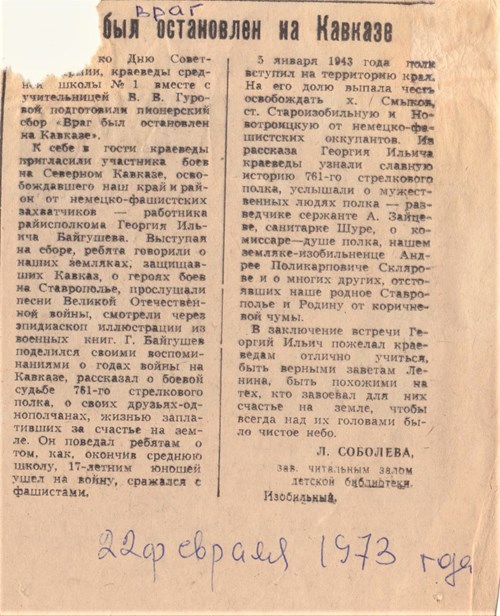 враг
был остановлен на Кавказе
ко Дню Совет-
краеведы сред-
школы № 1 вместе с
учительницей В. В. Гуро-
вой подготовили пионерский
сбор «Враг был остановлен
на Кавказе».
К себе в гости краеведы
пригласили участника боев
на Северном Кавказе, осво-
бождавшего наш край и рай-
он от немецко-фашистских
захватчиков — работника
райисполкома Георгия Иль-
ича Байгушева. Выступая
на сборе, ребята говорили о
наших земляках, защищав-
ших Кавказ, о героях боев
на Ставрополье, прослушали
песни Великой Отечествен-
ной войны, смотрели через
эпидиаскоп иллюстрации из
военных книг. Г. Байгушев
поделился своими воспоми-
наниями о годах войны на
Кавказе, рассказал о боевой
судьбе 761-го стрелкового
полка, о своих друзьях-од-
нополчанах, жизнью запла-
тивших за счастье на зем-
ле. Он поведал ребятам о
том, как, окончив среднюю
школу, 17-летним юношей
ушел на войну, сражался с
фашистами.
5 января 1943 года полк
вступил на территорию края.
На его долю выпала честь
освобождать х. Смыков,
ст. Староизобильную и Но-
вотроицкую от немецко-фа-
шистских оккупантов. Из
рассказа Георгия Ильича
краеведы узнали славную
историю 761-го стрелкового
полка, услышали о мужест-
венных людях полка — раз-
ведчике сержанте А. Зайце-
ве, санитарке Шуре, о ко-
миссаре—душе полка, нашем
земляке-изобильненце Анд-
рее Поликарповиче Скляро-
ве и о многих других, отсто-
явших наше родное Ставро-
полье и Родину от коричне-
вой чумы.
В заключение встречи Ге-
оргий Ильич пожелал крае-
ведам отлично учиться,
быть верными заветам Ле-
нина, быть похожими на
тех, кто завоевал для них
счастье на земле, чтобы
всегда над их головами бы-
ло чистое небо.
Л. СОБОЛЕВА,
зав. читальным залом
детской библиотеки
Изобильный,
22 февраля 1973 года